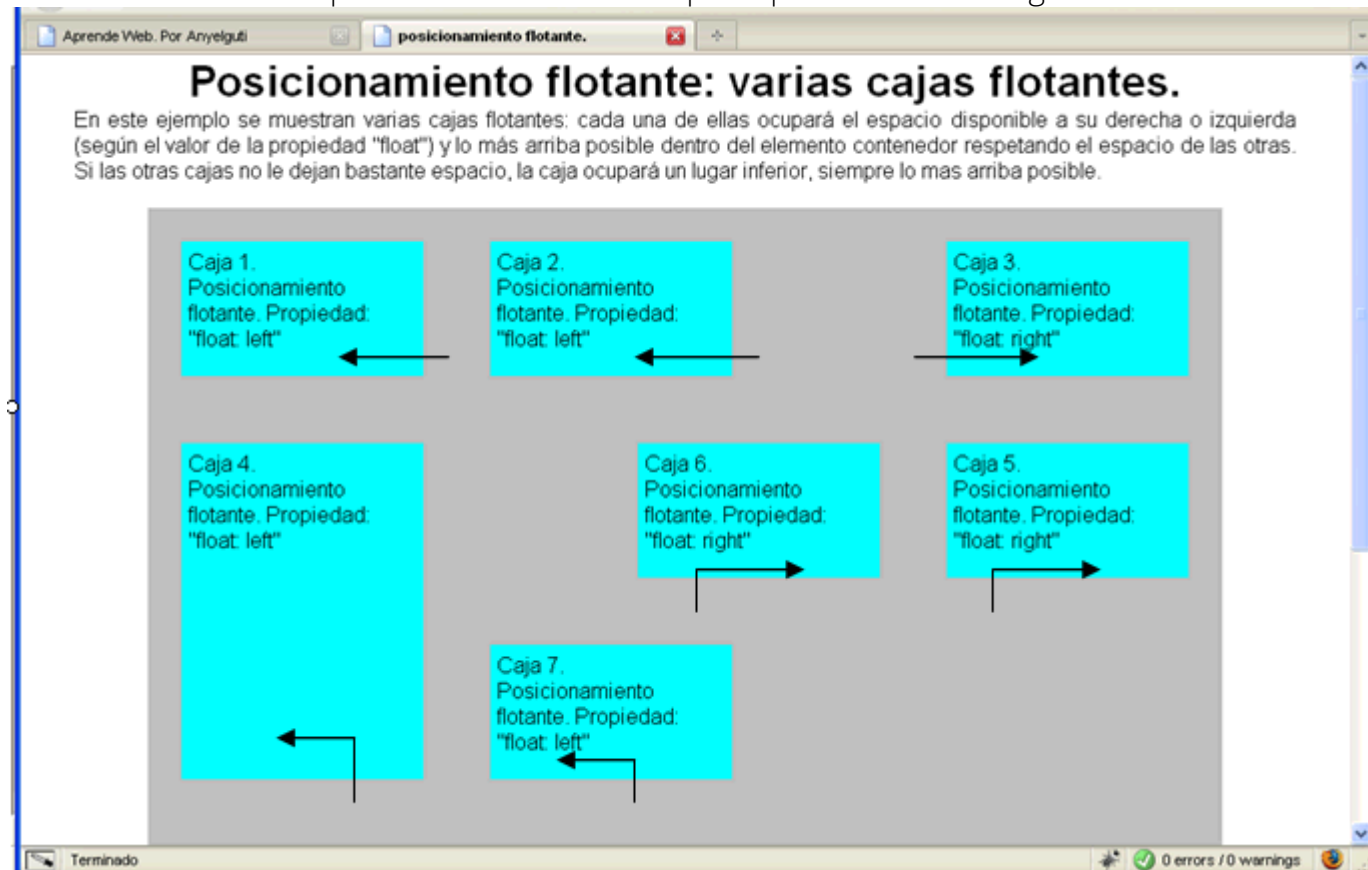 Aprende Web. Por Anyelguti
posicionamiento flotante.
Posicionamiento flotante: varias cajas flotantes.
En este ejemplo se muestran varias cajas flotantes: cada una de ellas ocupará el espacio disponible a su derecha o izquierda
(según el valor de la propiedad "float") y lo más arriba posible dentro del elemento contenedor respetando el espacio de las otras.
Si las otras cajas no le dejan bastante espacio, la caja ocupará un lugar inferior, siempre lo mas arriba posible.
Caja 1.
Posicionamiento
flotante. Propiedad:
"float: left"
Caja 2.
Posicionamiento
flotante. Propiedad:
"float: left"
Caja 3.
Posicionamiento
flotante. Propiedad:
"float: right"
Caja 4.
Posicionamiento
flotante. Propiedad:
"float: left"
Caja 6.
Posicionamiento
flotante. Propiedad:
"float: right"
Caja 5.
Posicionamiento
flotante. Propiedad:
"float: right"
Caja 7.
Posicionamiento
flotante. Propiedad:
"float: left"
Terminado
0 errors / 0 warnings